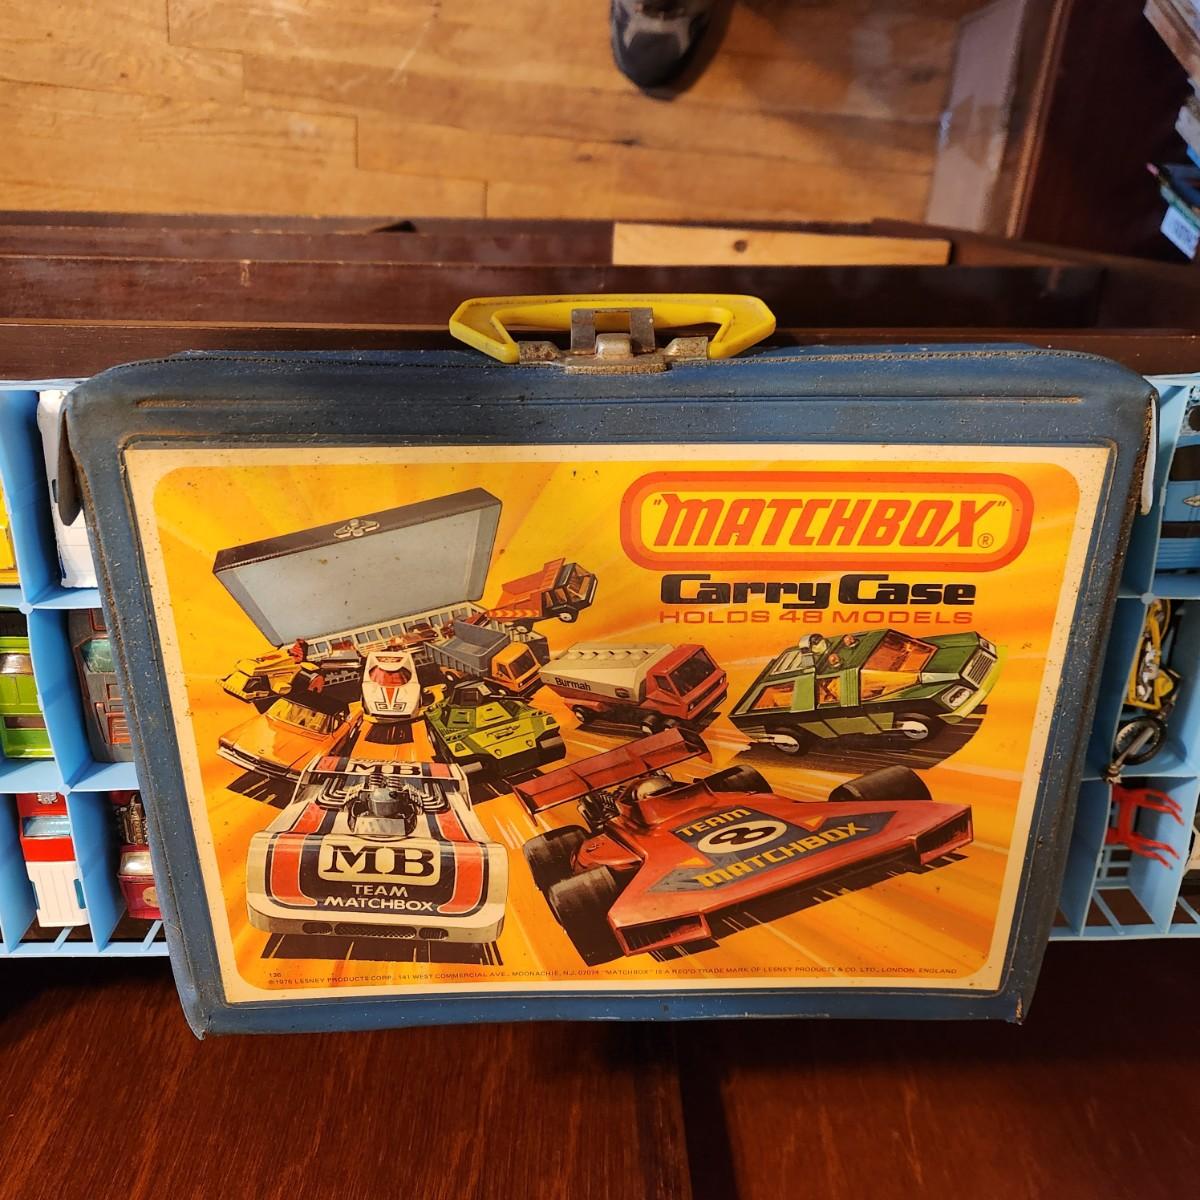 "MATCHBOX"®
Carry Case
HOLDS 48 MODELS
Burmah
MB
MB
TEAM
MATCHBOX
TEAM
8
MATCHBOX
136
©1976 LESNEY PRODUCTS CORP. 141 WEST COMMERCIAL AVE., MOONACHIE, N.J. 07074 "MATCHBOX" IS A REG'D TRADE MARK OF LESNEY PRODUCTS & CO. LTD., LONDON, ENGLAND